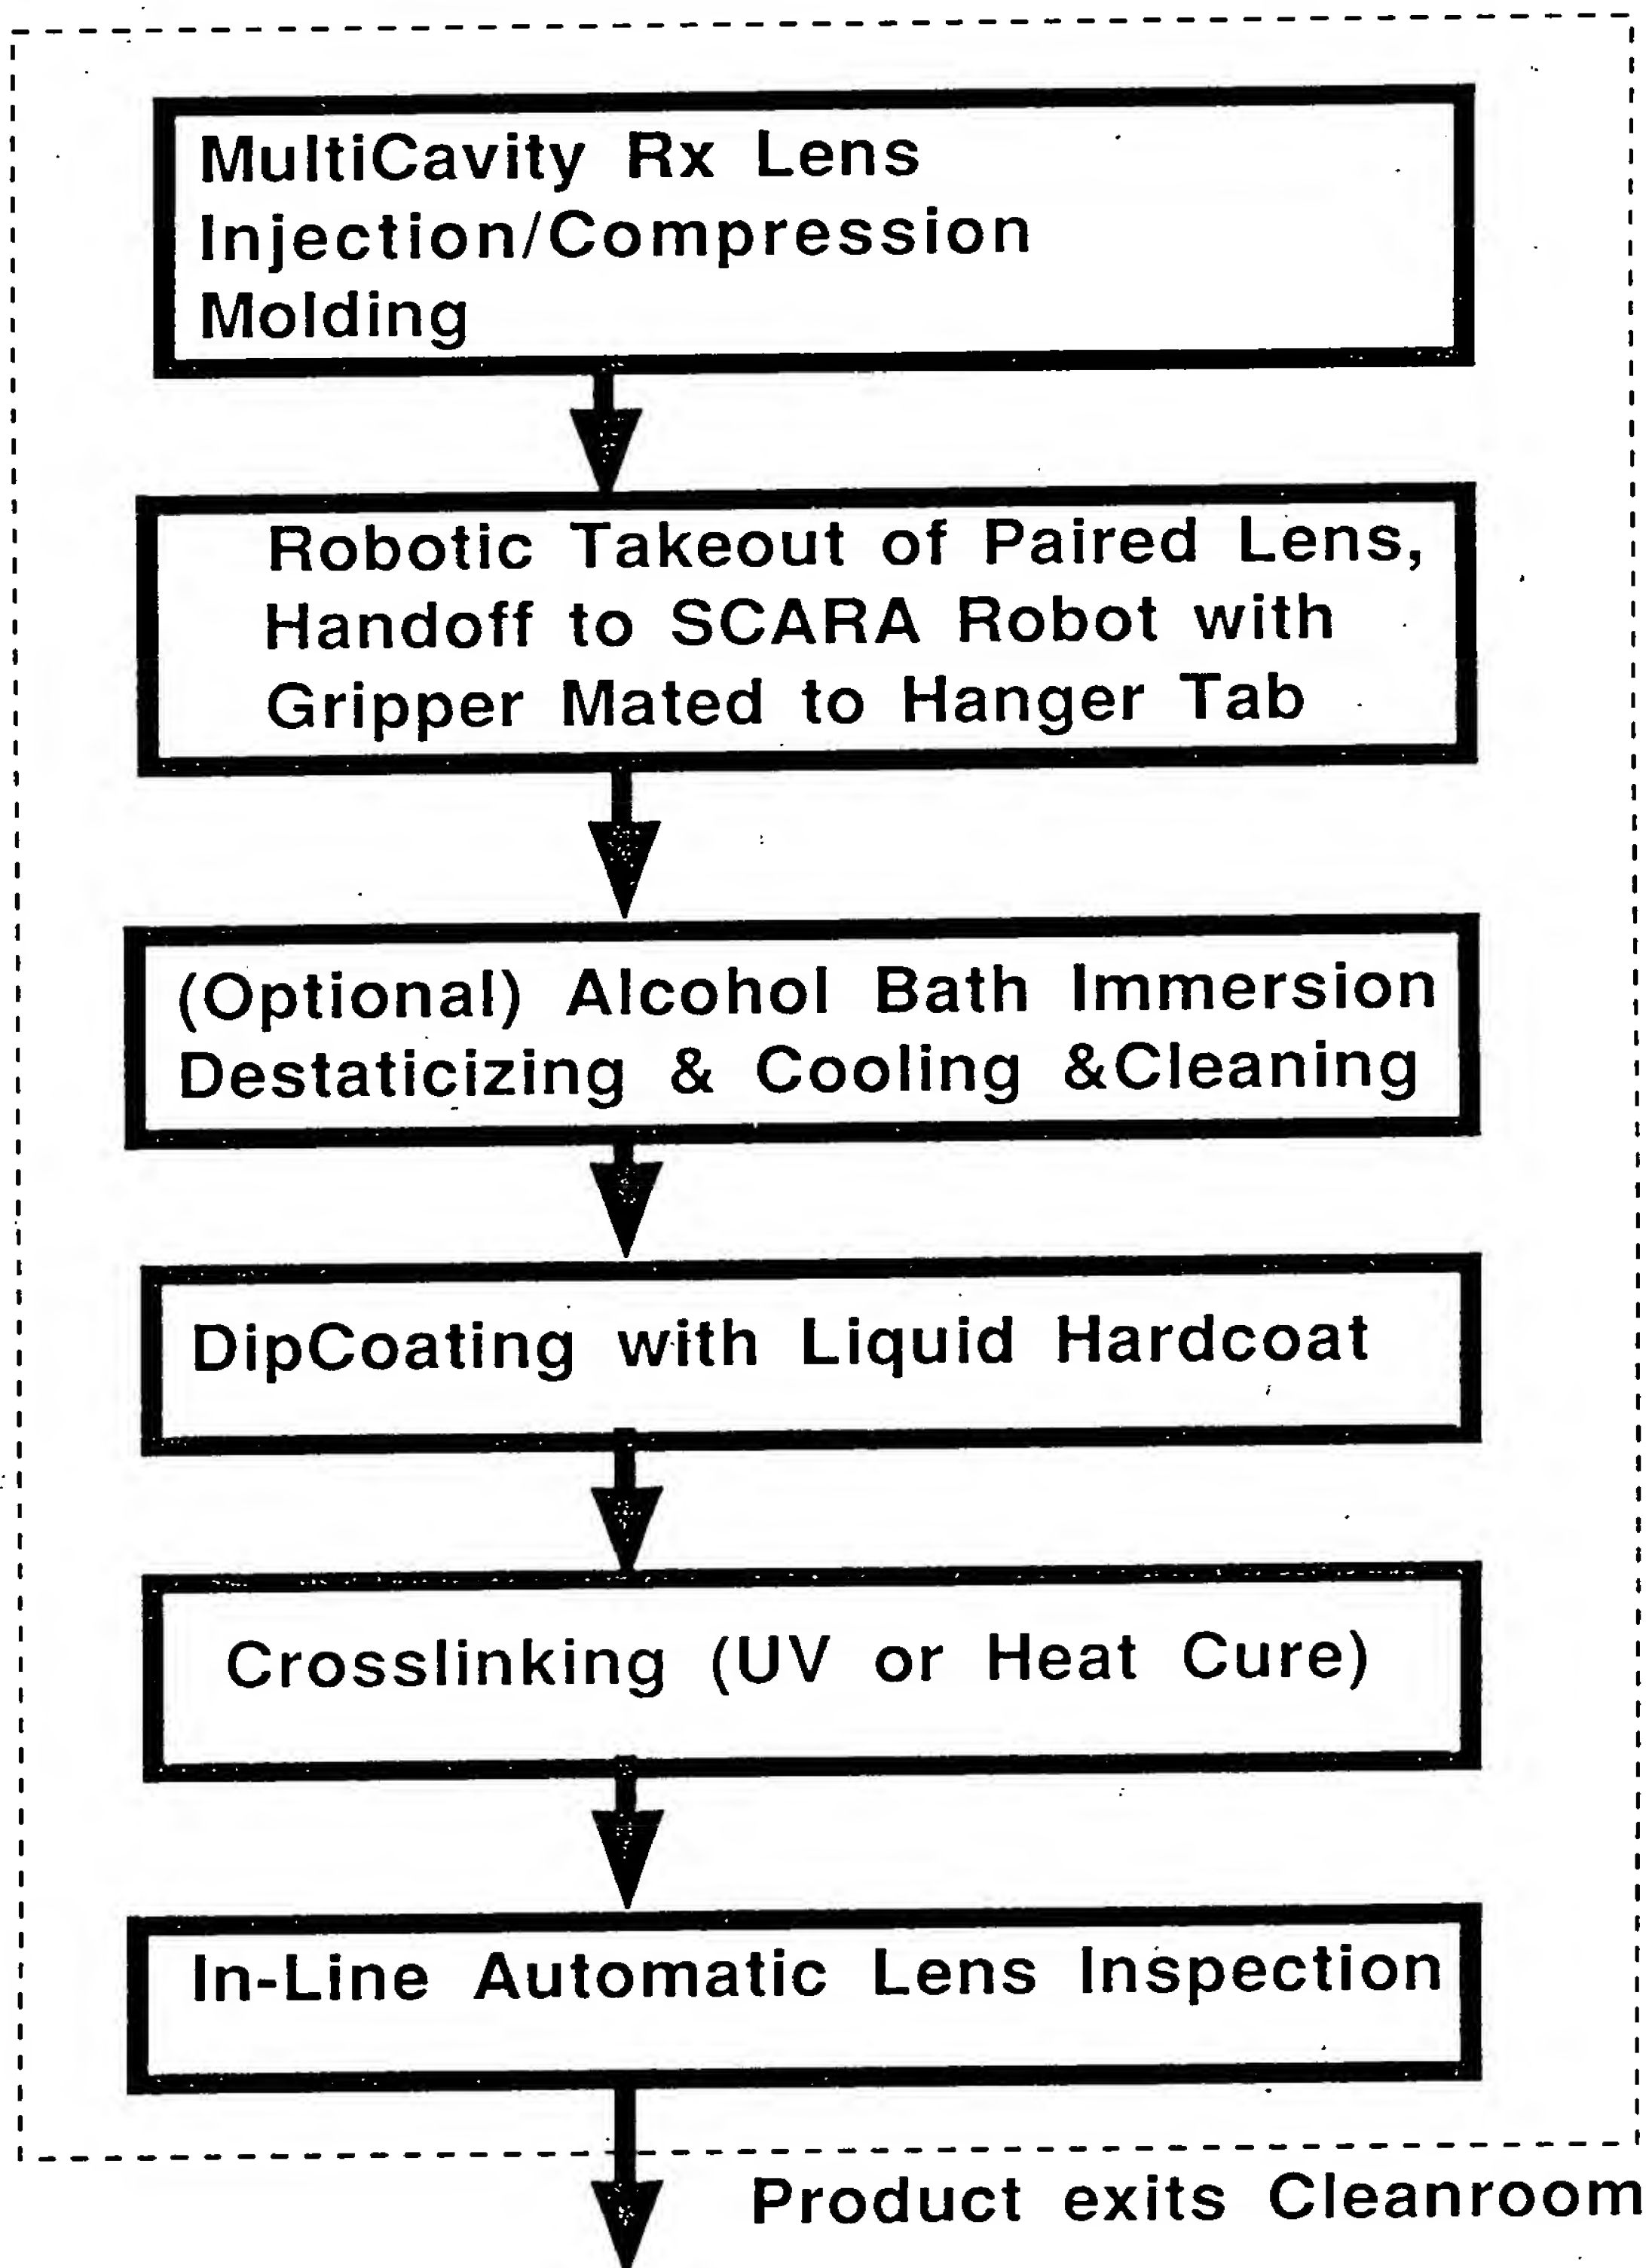 MultiCavity Rx Lens
Injection/Compression
Molding
Robotic Takeout of Paired Lens,
Handoff to SCARA Robot with
Gripper Mated to Hanger Tab
(Optional) Alcohol Bath Immersion
Destaticizing & Cooling &Cleaning
DipCoating with Liquid Hardcoat
Crosslinking (UV or Heat Cure)
In-Line Automatic Lens Inspection
Product exits Cleanroom